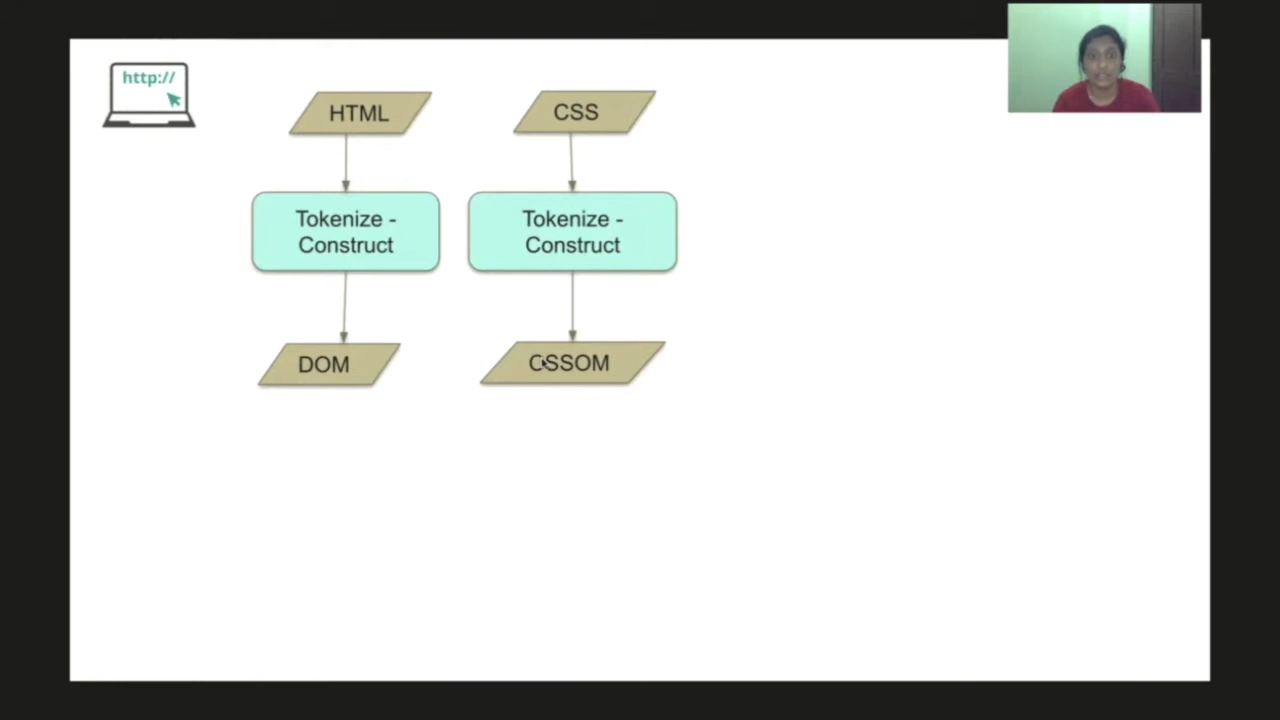 http://
HTML
CSS
Tokenize -
Construct
Tokenize -
Construct
DOM
CSSOM